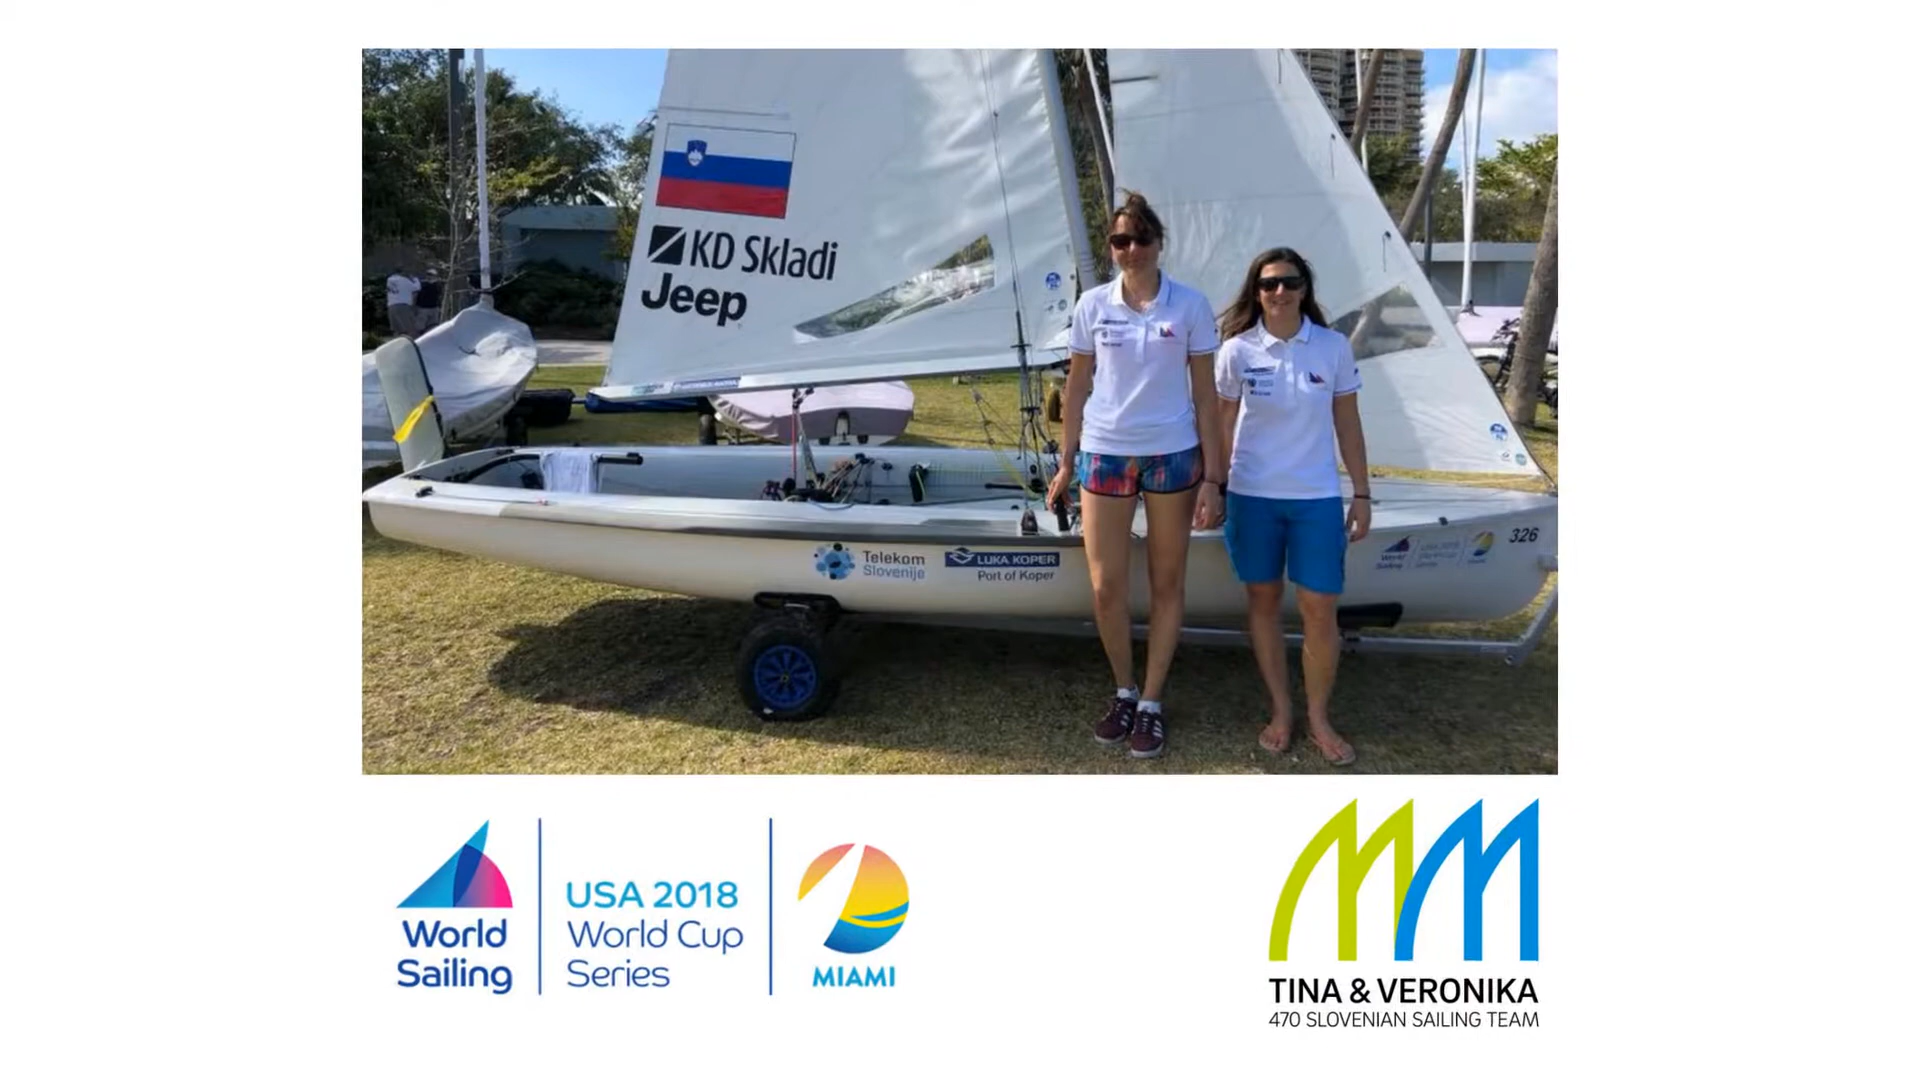 KD Skladi
Jeep
Telekom
Slovenije
LUKA KOPER
Port of Koper
326
World
Sailing
USA 2018
World Cup
Series
MIAMI
TINA & VERONIKA
470 SLOVENIAN SAILING TEAM